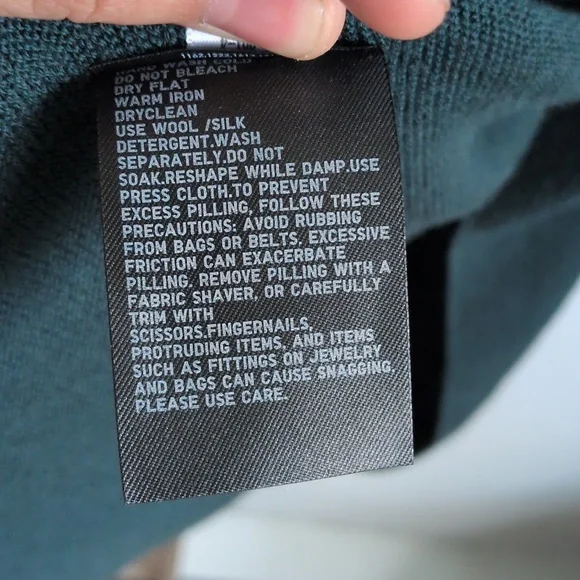 WASH COLD
DO NOT BLEACH
DRY FLAT
WARM IRON
DRYCLEAN
USE WOOL /SILK
DETERGENT.WASH
SEPARATELY.DO NOT
SOAK.RESHAPE WHILE DAMP.USE
PRESS CLOTH.TO PREVENT
EXCESS PILLING, FOLLOW THESE
PRECAUTIONS: AVOID RUBBING
FROM BAGS OR BELTS, EXCESSIVE
FRICTION CAN EXACERBATE
PILLING, REMOVE PILLING WITH A
FABRIC SHAVER, OR CAREFULLY
TRIM WITH
SCISSORS.FINGERNAILS,
PROTRUDING ITEMS, AND ITEMS
SUCH AS FITTINGS ON JEWELRY
AND BAGS CAN CAUSE SNAGGING,
PLEASE USE CARE.